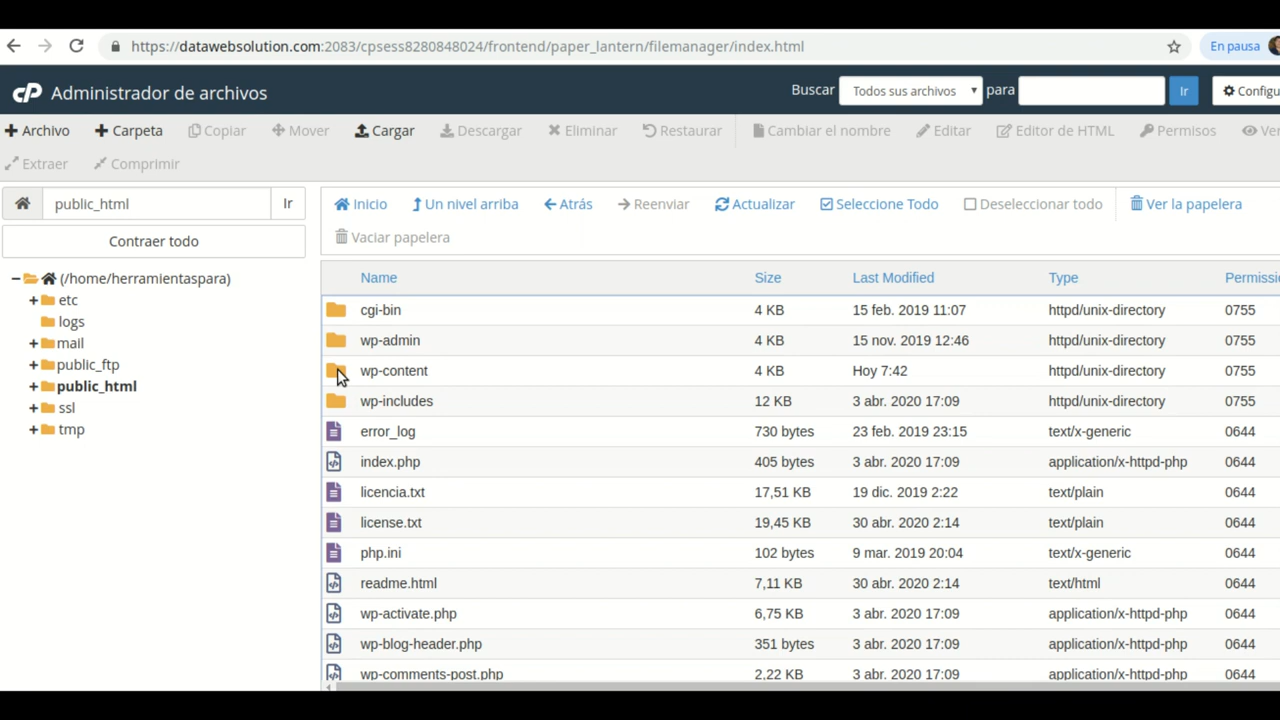 https://datawebsolution.com:2083/cpsess8280848024/frontend/paper_lantern/filemanager/index.html En pausa
cP Administrador de archivos Buscar Todos sus archivos para Ir Configu
Archivo Carpeta Copiar Mover Cargar Descargar Eliminar Restaurar Cambiar el nombre Editar Editor de HTML Permisos Ver
Extraer Comprimir
public_html Ir
Contraer todo
(/home/herramientaspara)
etc
logs
mail
public_ftp
public_html
ssl
tmp
Inicio Un nivel arriba Atrás Reenviar Actualizar Seleccione Todo Deseleccionar todo Ver la papelera
Vaciar papelera
Name Size Last Modified Type Permissi
cgi-bin 4 KB 15 feb. 2019 11:07 httpd/unix-directory 0755
wp-admin 4 KB 15 nov. 2019 12:46 httpd/unix-directory 0755
wp-content 4 KB Hoy 7:42 httpd/unix-directory 0755
wp-includes 12 KB 3 abr. 2020 17:09 httpd/unix-directory 0755
error_log 730 bytes 23 feb. 2019 23:15 text/x-generic 0644
index.php 405 bytes 3 abr. 2020 17:09 application/x-httpd-php 0644
licencia.txt 17,51 KB 19 dic. 2019 2:22 text/plain 0644
license.txt 19,45 KB 30 abr. 2020 2:14 text/plain 0644
php.ini 102 bytes 9 mar. 2019 20:04 text/x-generic 0644
readme.html 7,11 KB 30 abr. 2020 2:14 text/html 0644
wp-activate.php 6,75 KB 3 abr. 2020 17:09 application/x-httpd-php 0644
wp-blog-header.php 351 bytes 3 abr. 2020 17:09 application/x-httpd-php 0644
wp-comments-post.php 2,22 KB 3 abr. 2020 17:09 application/x-httpd-php 0644